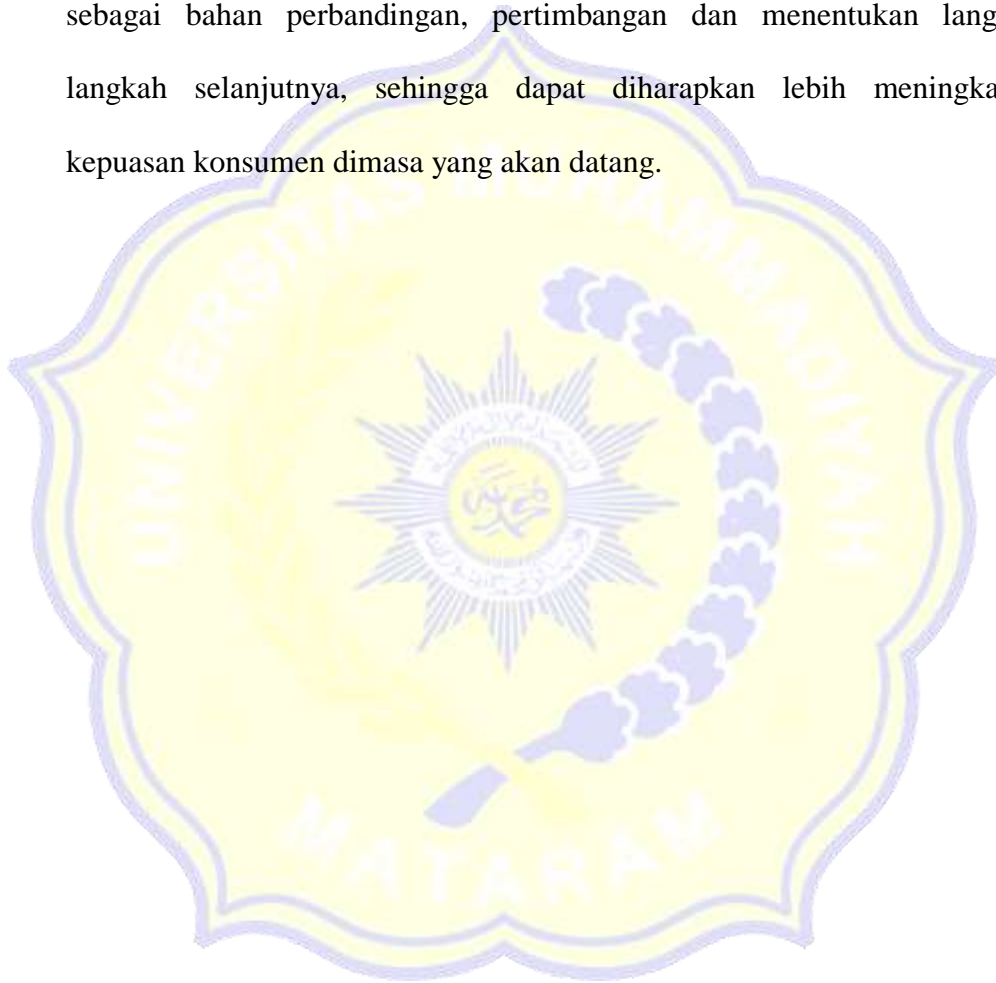 sebagai bahan perbandingan, pertimbangan dan menentukan lang
langkah selanjutnya, sehingga dapat diharapkan lebih meningka
kepuasan konsumen dimasa yang akan datang.
UNIVERSITAS MUHAMMADIYAH
MATARAM